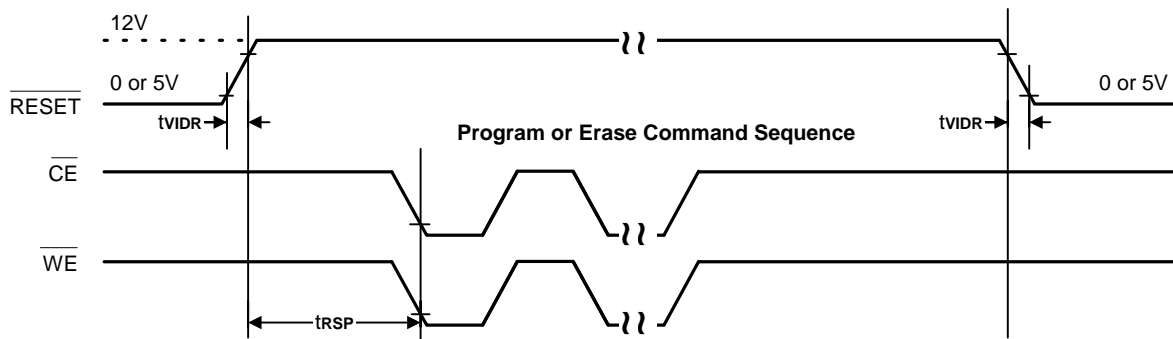 12V
0 or 5V
0 or 5V
RESET
tVIDR
Program or Erase Command Sequence
tVIDR
CE
WE
tRSP